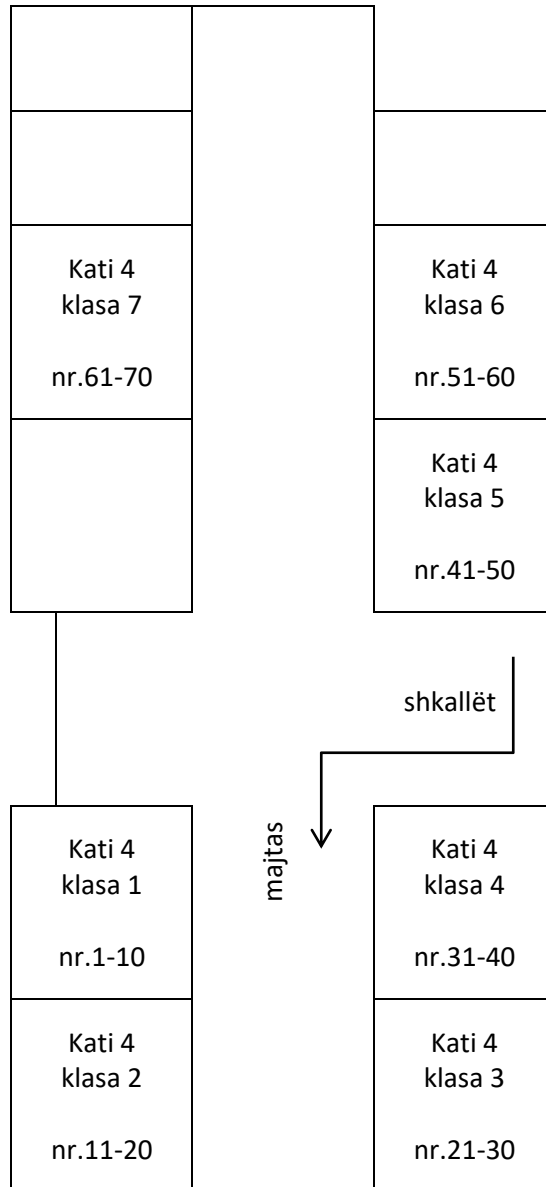 Kati 4
klasa 7
nr.61-70
Kati 4
klasa 6
nr.51-60
Kati 4
klasa 5
nr.41-50
shkallët
majtas
Kati 4
klasa 1
nr.1-10
Kati 4
klasa 4
nr.31-40
Kati 4
klasa 2
nr.11-20
Kati 4
klasa 3
nr.21-30